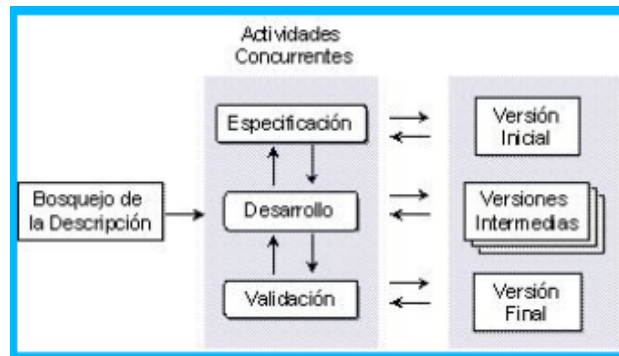 Actividades
Concurrentes
Especificación
Versión
Inicial
Bosquejo de
la Descripción
Desarrollo
Versiones
Intermedias
Validación
Versión
Final